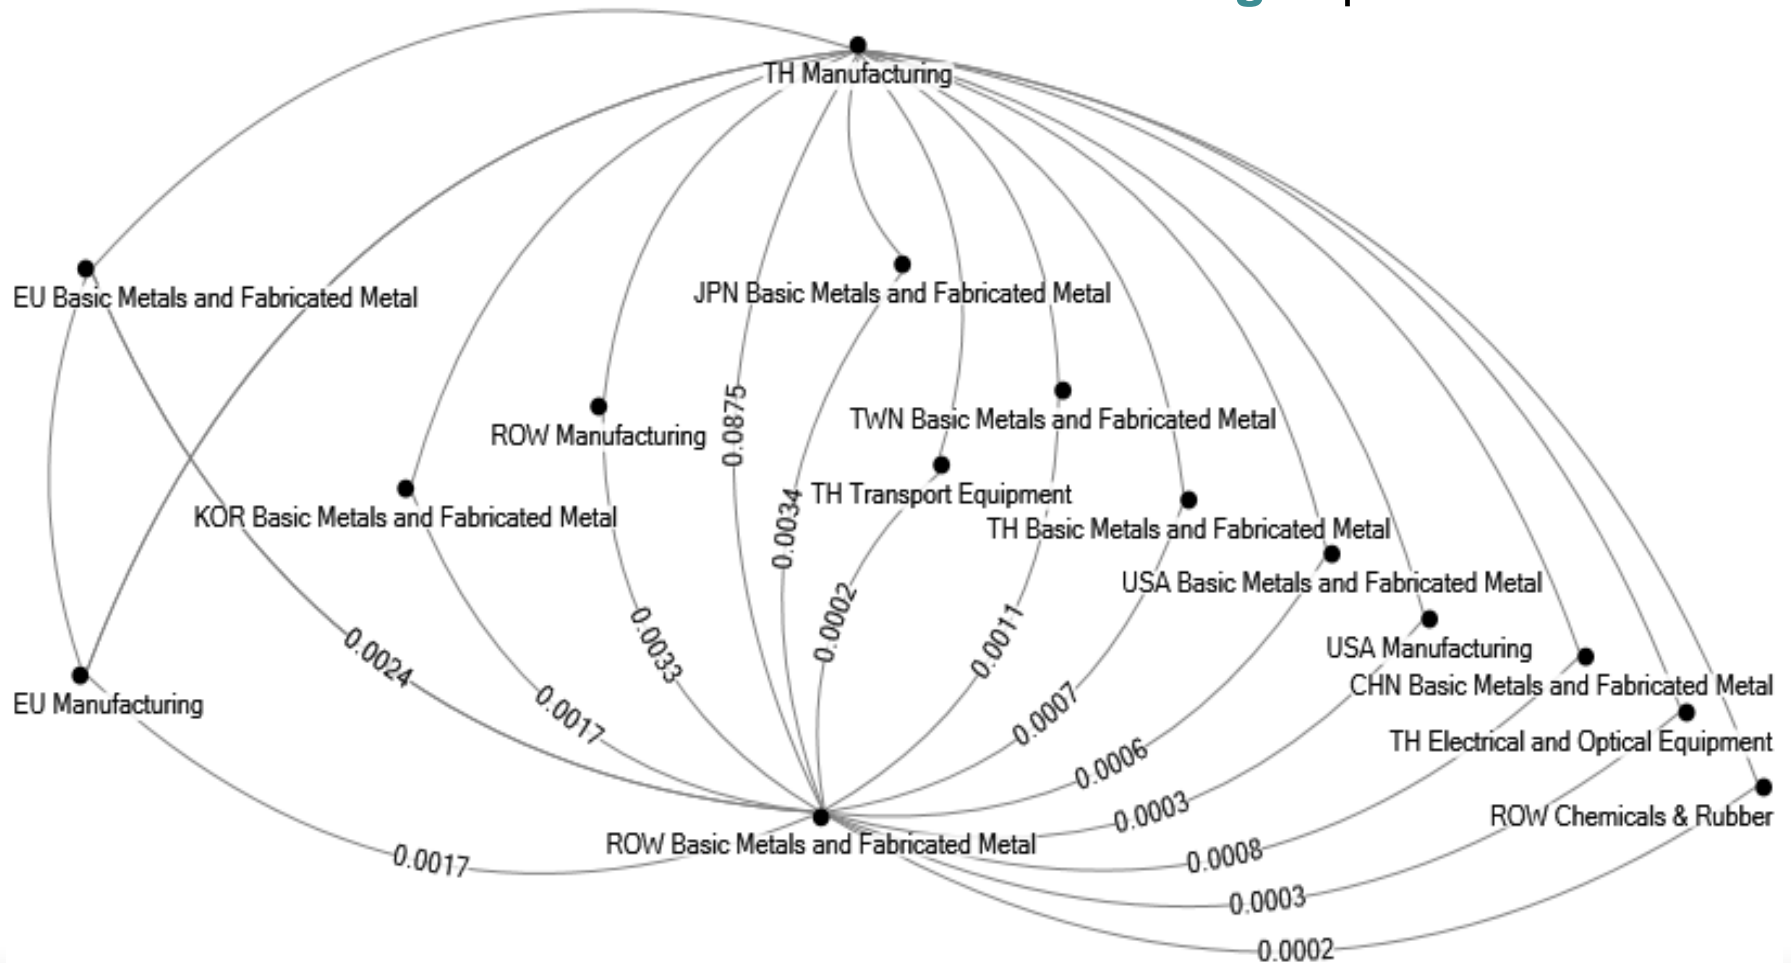 TH Manufacturing
EU Basic Metals and Fabricated Metal
JPN Basic Metals and Fabricated Metal
0.0875
ROW Manufacturing
TWN Basic Metals and Fabricated Metal
KOR Basic Metals and Fabricated Metal
0.0034
TH Transport Equipment
TH Basic Metals and Fabricated Metal
USA Basic Metals and Fabricated Metal
0.0002
0.0011
0.0033
0.0024
USA Manufacturing
CHN Basic Metals and Fabricated Metal
EU Manufacturing
0.0017
0.0007
TH Electrical and Optical Equipment
0.0006
0.0003
ROW Chemicals & Rubber
ROW Basic Metals and Fabricated Metal
0.0017
0.0008
0.0003
0.0002